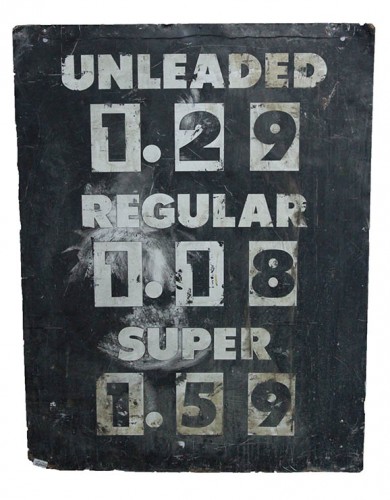 UNLEADED
1.29
REGULAR
1.18
SUPER
1.59